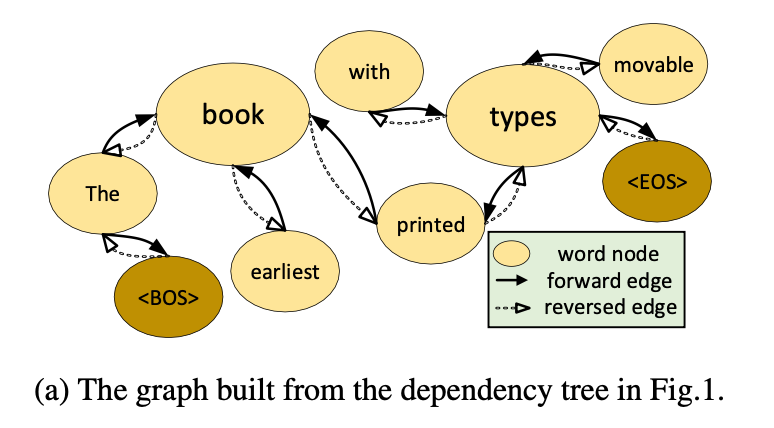 movable
with
book
types
<EOS>
The
printed
earliest
<BOS>
word node
forward edge
reversed edge
(a) The graph built from the dependency tree in Fig.1.